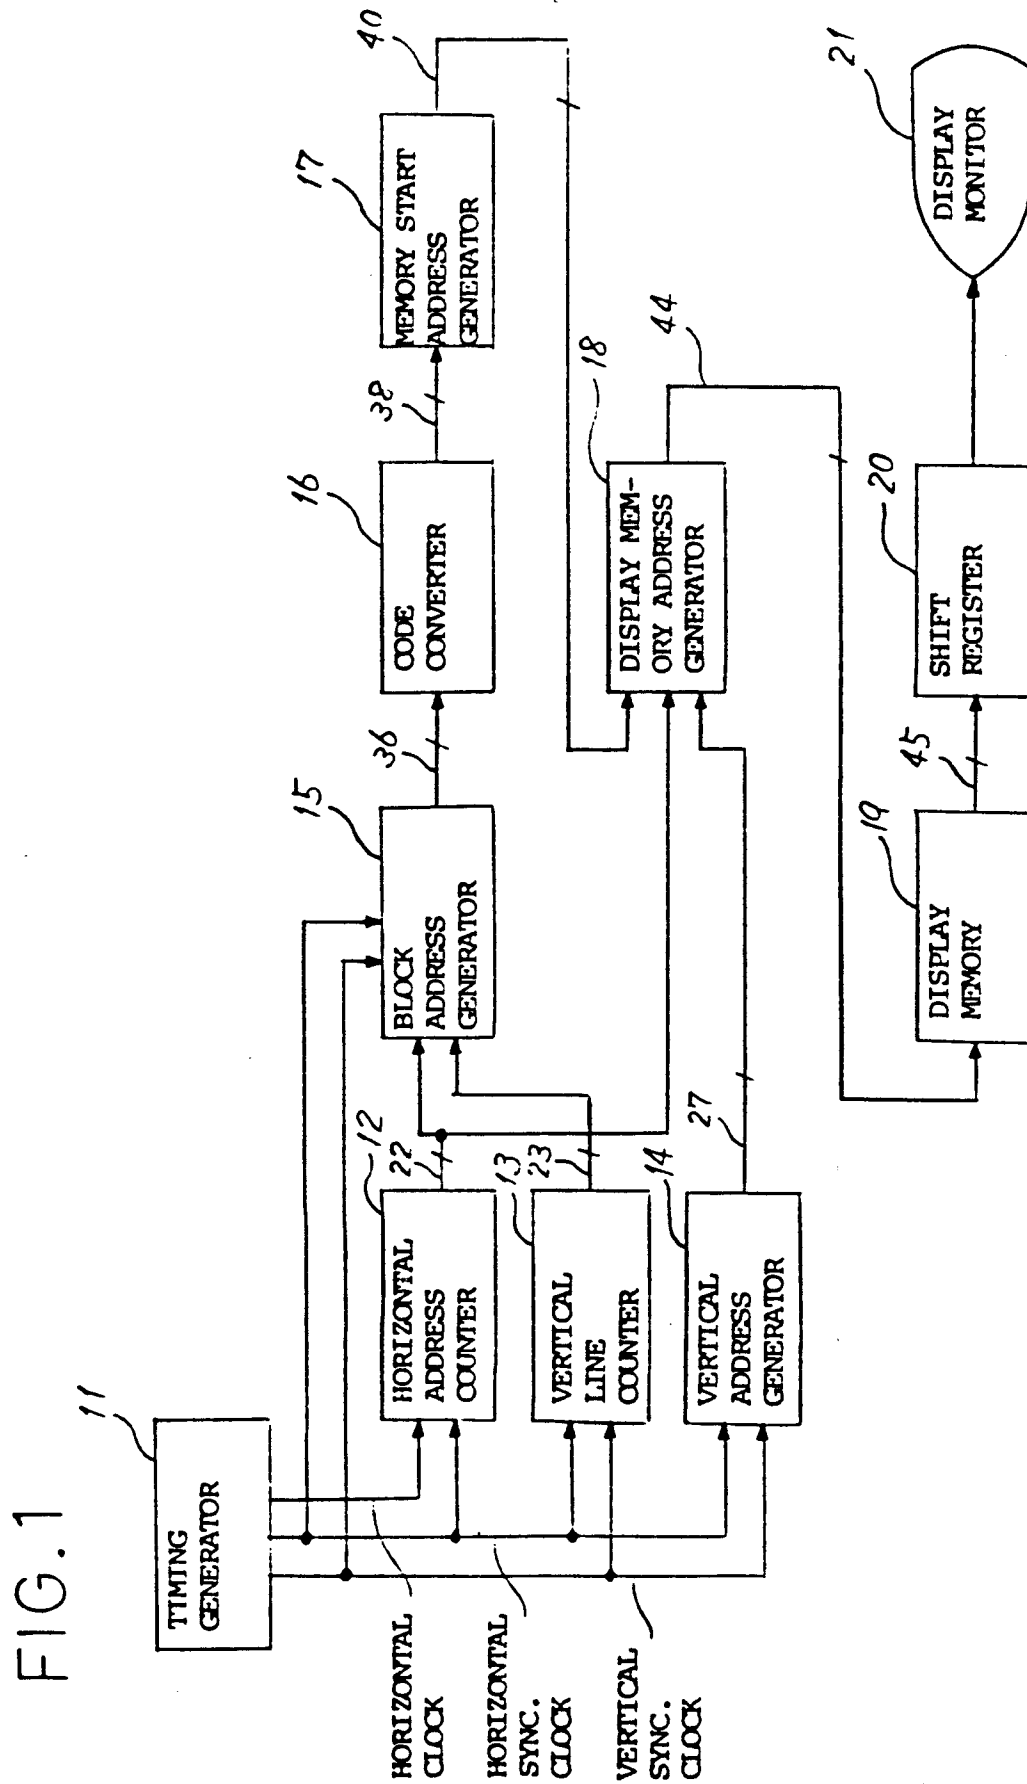 FIG.1
11
TIMING
GENERATOR
HORIZONTAL
CLOCK
HORIZONTAL
SYNC.
CLOCK
VERTICAL
SYNC.
CLOCK
12
HORIZONTAL
ADDRESS
COUNTER
22
13
VERTICAL
LINE
COUNTER
23
14
VERTICAL
ADDRESS
GENERATOR
27
15
BLOCK
ADDRESS
GENERATOR
36
16
CODE
CONVERTER
38
17
MEMORY START
ADDRESS
GENERATOR
40
18
DISPLAY MEM-
ORY ADDRESS
GENERATOR
44
19
DISPLAY
MEMORY
45
20
SHIFT
REGISTER
21
DISPLAY
MONITOR